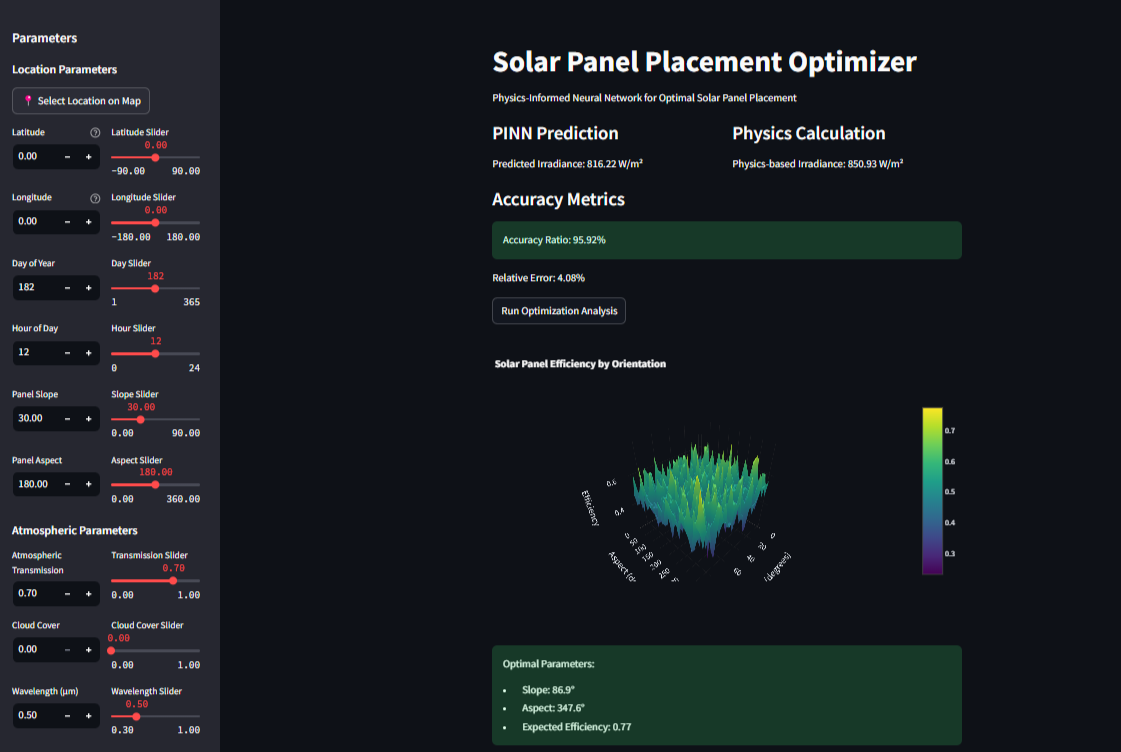 Parameters
Location Parameters
Select Location on Map
Latitude
Latitude Slider
0.00
0.00 − +
−90.00 90.00
Longitude
Longitude Slider
0.00
0.00 − +
−180.00 180.00
Day of Year
Day Slider
182
182 − +
1 365
Hour of Day
Hour Slider
12
12 − +
0 24
Panel Slope
Slope Slider
30.00
30.00 − +
0.00 90.00
Panel Aspect
Aspect Slider
180.00
180.00 − +
0.00 360.00
Atmospheric Parameters
Atmospheric
Transmission
Transmission Slider
0.70
0.70 − +
0.00 1.00
Cloud Cover
Cloud Cover Slider
0.00
0.00 − +
0.00 1.00
Wavelength (μm)
Wavelength Slider
0.50
0.50 − +
0.30 1.00
Solar Panel Placement Optimizer
Physics-Informed Neural Network for Optimal Solar Panel Placement
PINN Prediction
Predicted Irradiance: 816.22 W/m²
Physics Calculation
Physics-based Irradiance: 850.93 W/m²
Accuracy Metrics
Accuracy Ratio: 95.92%
Relative Error: 4.08%
Run Optimization Analysis
Solar Panel Efficiency by Orientation
Efficiency
0.6
0.4
0
50
100
150
200
250
Aspect (d
0
20
40
60
(degrees)
0.7
0.6
0.5
0.4
0.3
Optimal Parameters:
• Slope: 86.9°
• Aspect: 347.6°
• Expected Efficiency: 0.77